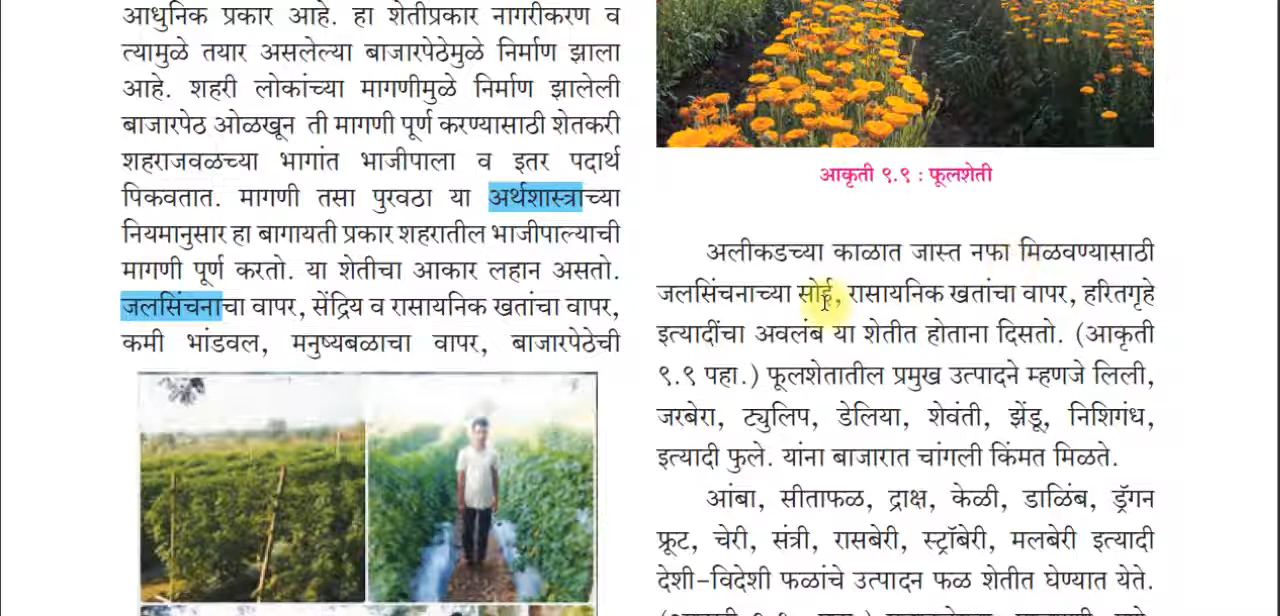 आधुनिक प्रकार आहे. हा शेतीप्रकार नागरीकरण व
त्यामुळे तयार असलेल्या बाजारपेठेमुळे निर्माण झाला
आहे. शहरी लोकांच्या मागणीमुळे निर्माण झालेली
बाजारपेठ ओळखून ती मागणी पूर्ण करण्यासाठी शेतकरी
शहराजवळच्या भागांत भाजीपाला व इतर पदार्थ
पिकवतात. मागणी तसा पुरवठा या अर्थशास्त्राच्या
नियमानुसार हा बागायती प्रकार शहरातील भाजीपाल्याची
मागणी पूर्ण करतो. या शेतीचा आकार लहान असतो.
जलसिंचनाचा वापर, सेंद्रिय व रासायनिक खतांचा वापर,
कमी भांडवल, मनुष्यबळाचा वापर, बाजारपेठेची
आकृती ९.९ : फूलशेती
अलीकडच्या काळात जास्त नफा मिळवण्यासाठी
जलसिंचनाच्या सोई, रासायनिक खतांचा वापर, हरितगृहे
इत्यादींचा अवलंब या शेतीत होताना दिसतो. (आकृती
९.९ पहा.) फूलशेतातील प्रमुख उत्पादने म्हणजे लिली,
जरबेरा, ट्युलिप, डेलिया, शेवंती, झेंडू, निशिगंध,
इत्यादी फुले. यांना बाजारात चांगली किंमत मिळते.
आंबा, सीताफळ, द्राक्ष, केळी, डाळिंब, ड्रॅगन
फ्रूट, चेरी, संत्री, रासबेरी, स्ट्रॉबेरी, मलबेरी इत्यादी
देशी-विदेशी फळांचे उत्पादन फळ शेतीत घेण्यात येते.